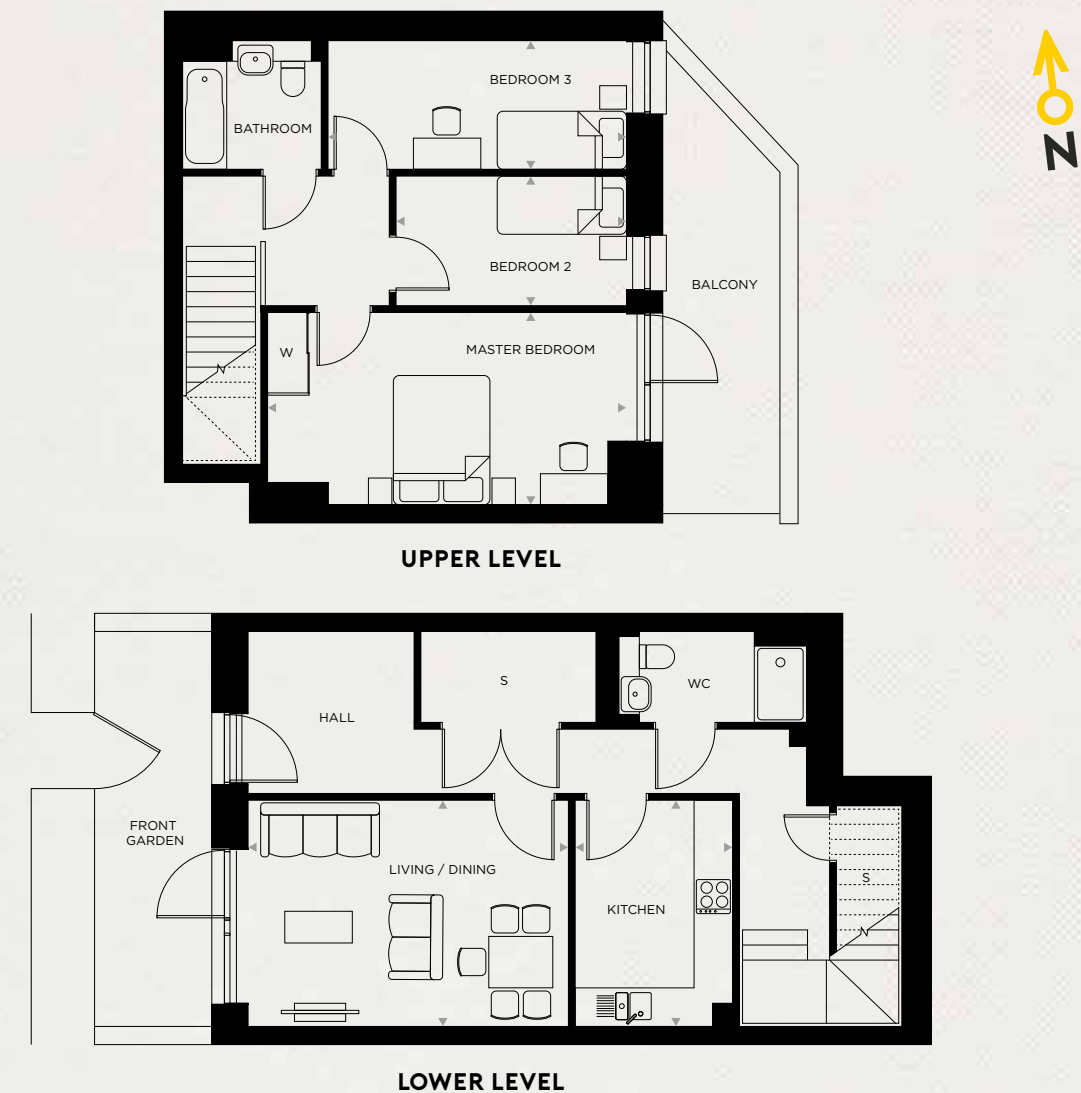 N
BEDROOM 3
BATHROOM
BEDROOM 2
BALCONY
W
MASTER BEDROOM
UPPER LEVEL
S
WC
HALL
FRONT
GARDEN
LIVING / DINING
S
KITCHEN
LOWER LEVEL